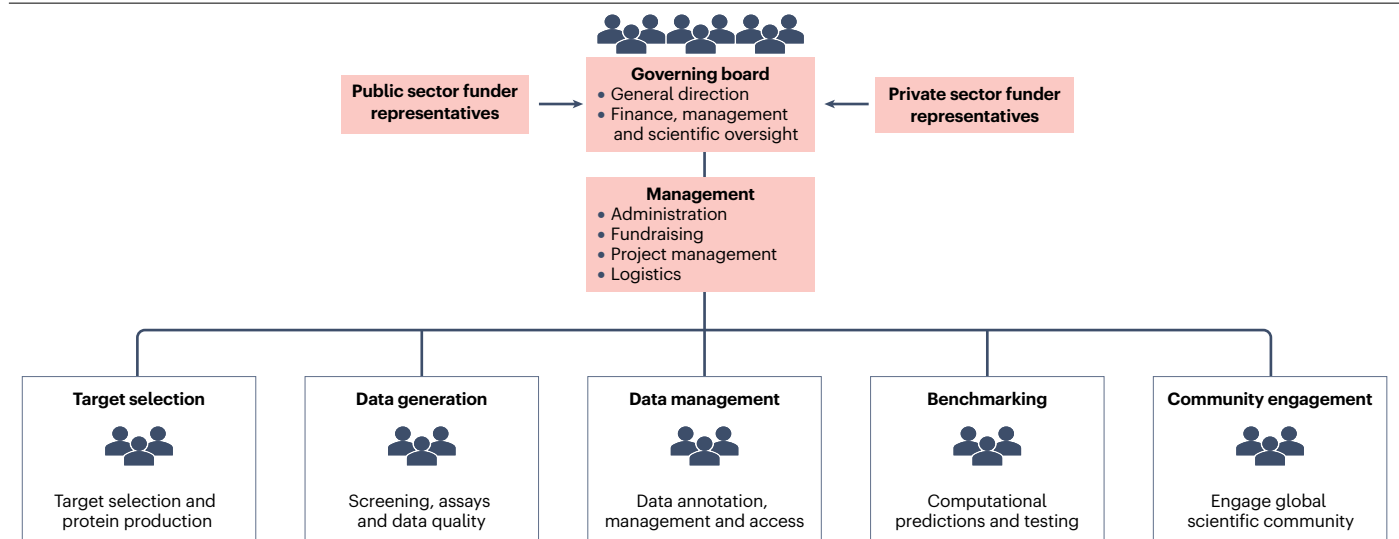 Governing board
• General direction
• Finance, management
and scientific oversight
Public sector funder
representatives
Private sector funder
representatives
Management
• Administration
• Fundraising
• Project management
• Logistics
Target selection
Target selection and
protein production
Data generation
Screening, assays
and data quality
Data management
Data annotation,
management and access
Benchmarking
Computational
predictions and testing
Community engagement
Engage global
scientific community